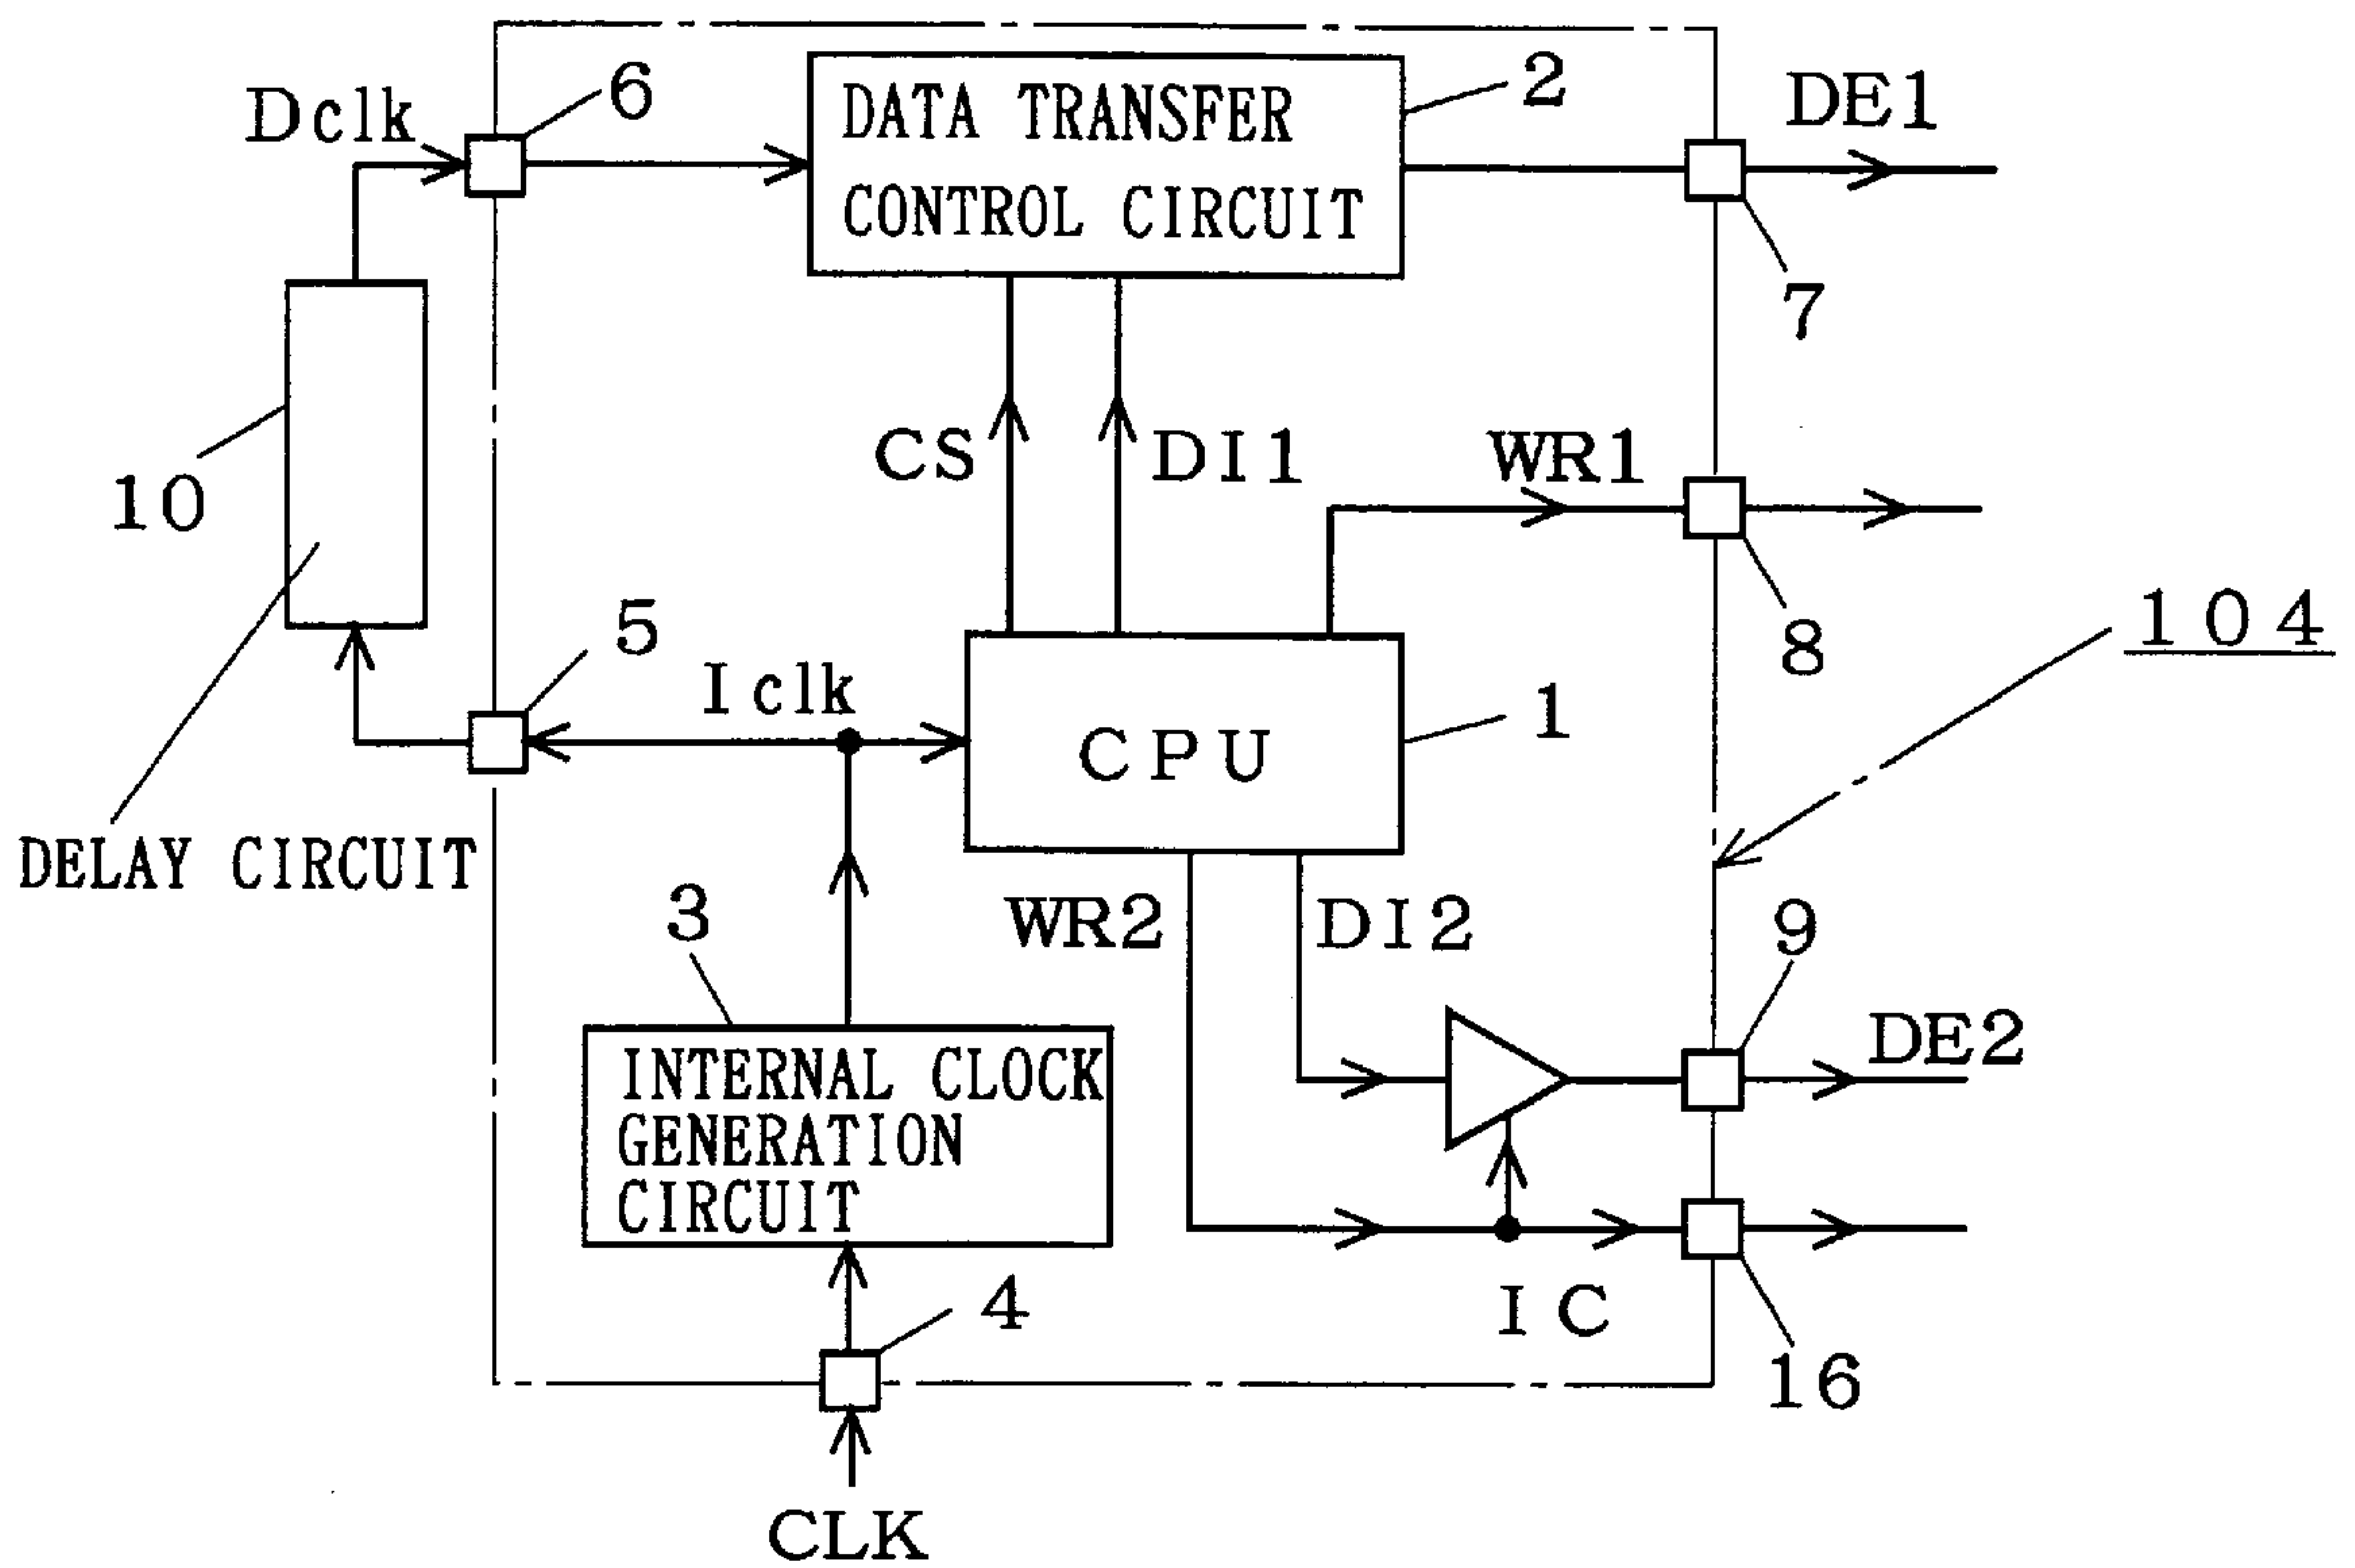 DE1
2
6
Dclk
DATA TRANSFER
CONTROL CIRCUIT
7
CS
DI1
WR1
10
5
8
104
Iclk
1
CPU
DELAY CIRCUIT
3
WR2
DI2
9
DE2
INTERNAL CLOCK
GENERATION
CIRCUIT
4
IC
16
CLK